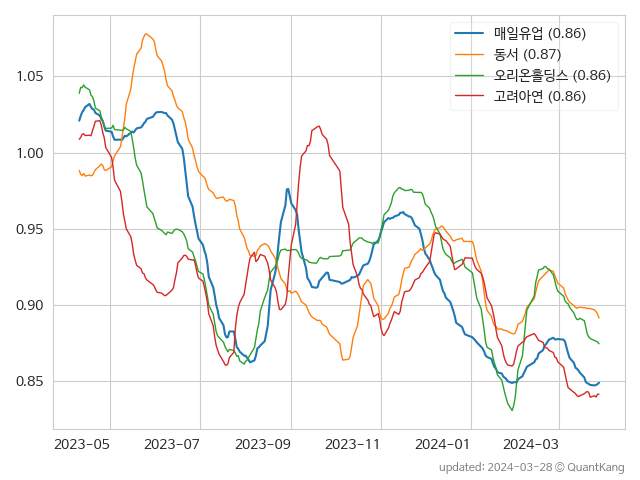 매일유업 (0.86)
동서 (0.87)
오리온홀딩스 (0.86)
고려아연 (0.86)
1.05
1.00
0.95
0.90
0.85
2023-05 2023-07 2023-09 2023-11 2024-01 2024-03
updated: 2024-03-28 © QuantKang